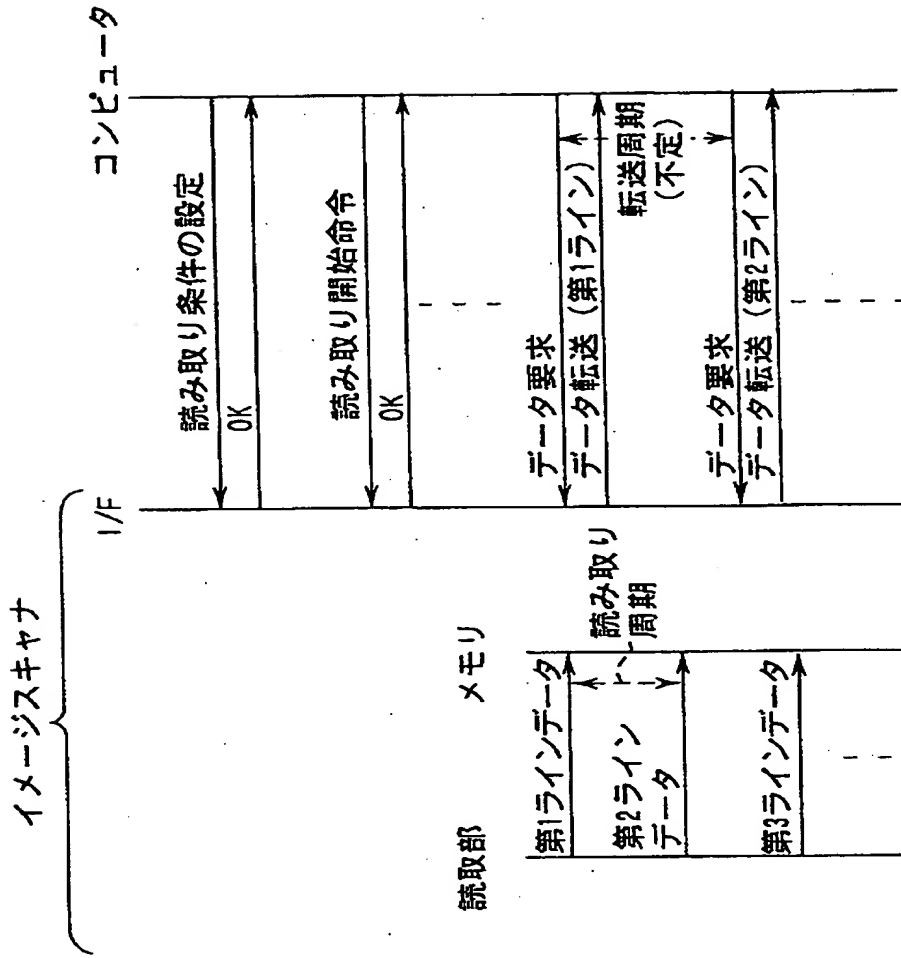 イメージスキャナ
I/F
コンピュータ
読み取り条件の設定
OK
読み取り開始命令
OK
読取部
メモリ
第1ラインデータ
読み取り
周期
第2ライン
データ
第3ラインデータ
データ要求
データ転送(第1ライン)
転送周期
(不定)
データ要求
データ転送(第2ライン)